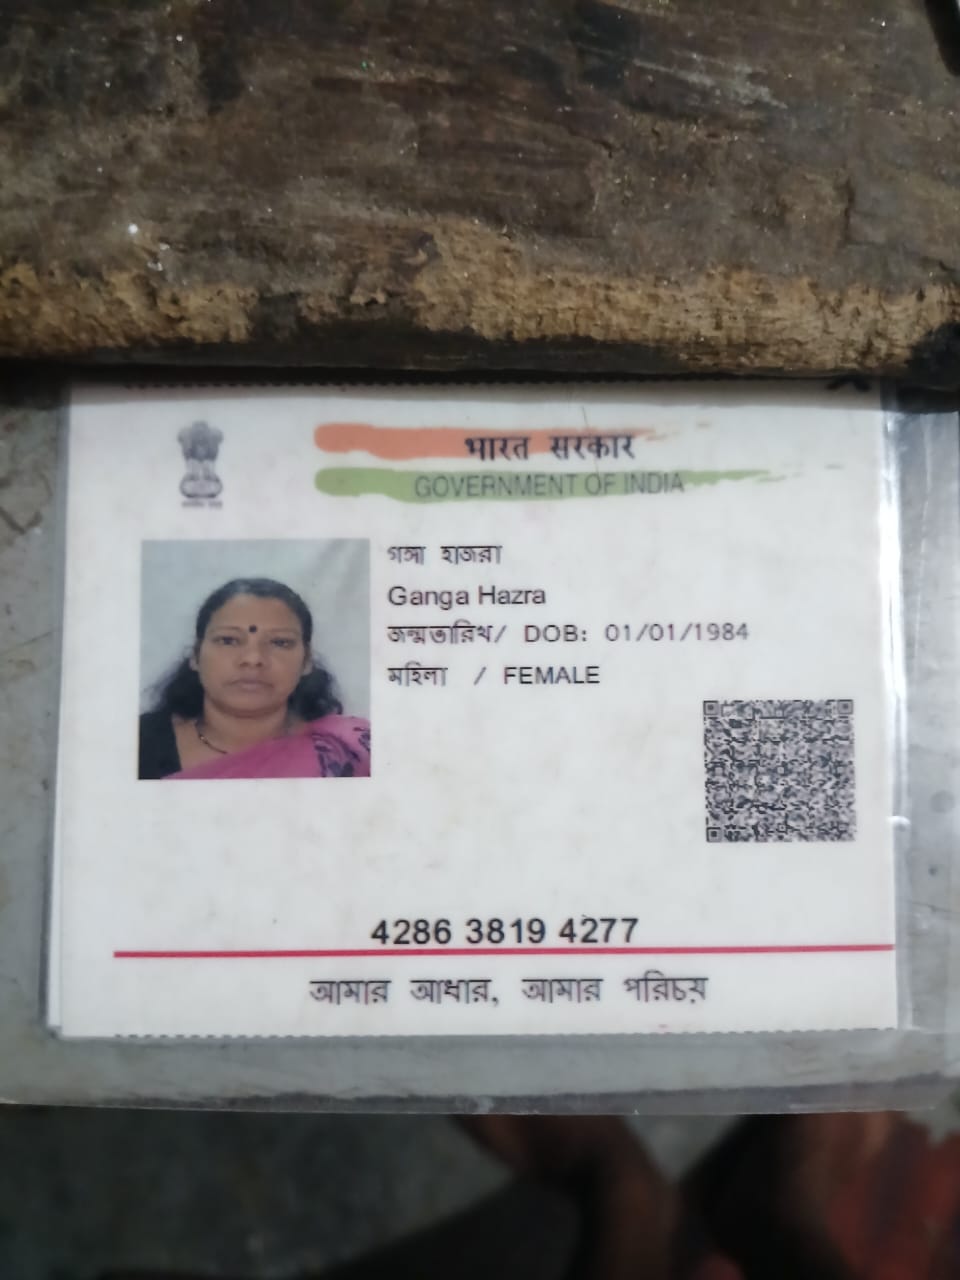 भारत सरकार
GOVERNMENT OF INDIA
গঙ্গা হাজরা
Ganga Hazra
জন্মতারিখ/ DOB: 01/01/1984
মহিলা / FEMALE
4286 3819 4277
আমার আধার, আমার পরিচয়